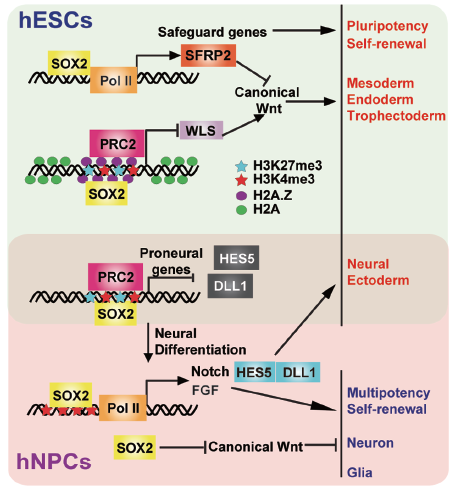 hESCs
Safeguard genes
Pluripotency
Self-renewal
SOX2
Pol II
SFRP2
Canonical
Wnt
Mesoderm
Endoderm
Trophectoderm
PRC2
WLS
SOX2
H3K27me3
H3K4me3
H2A.Z
H2A
Proneural
genes
HES5
DLL1
PRC2
SOX2
Neural
Ectoderm
Neural
Differentiation
Notch
FGF
HES5 DLL1
SOX2
Pol II
Multipotency
Self-renewal
SOX2
Canonical Wnt
Neuron
Glia
hNPCs